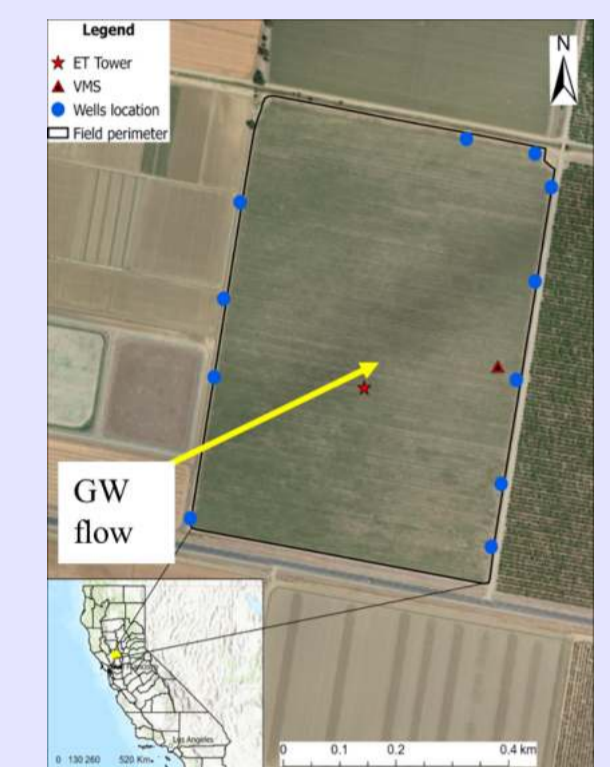 Legend
ET Tower
VMS
Wells location
Field perimeter
N
GW
flow
Los Angeles
0 130 260 520 Km
0 0.1 0.2 0.4 km